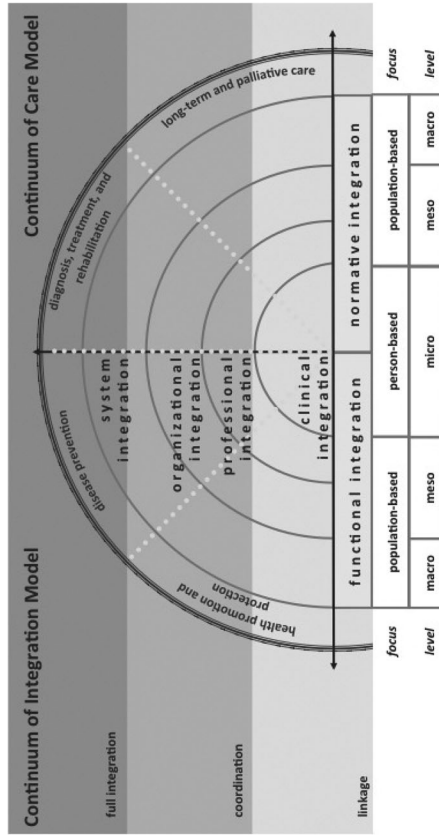 Continuum of Integration Model
Continuum of Care Model
full integration
coordination
linkage
health promotion and
protection
disease prevention
diagnosis, treatment, and
rehabilitation
long-term and palliative care
system
integration
organizational
integration
professional
integration
clinical
integration
functional integration
normative integration
focus
population-based
person-based
population-based
focus
level
macro
meso
micro
meso
macro
level